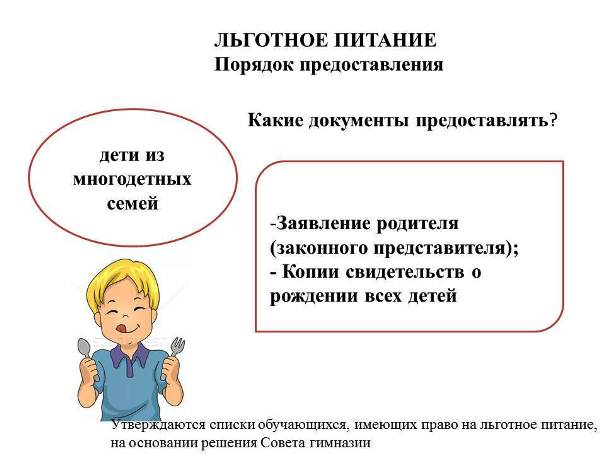 ЛЬГОТНОЕ ПИТАНИЕ
Порядок предоставления
Какие документы предоставлять?
дети из
многодетных
семей
-Заявление родителя
(законного представителя);
- Копии свидетельств о
рождении всех детей
Утверждаются списки обучающихся, имеющих право на льготное питание,
на основании решения Совета гимназии